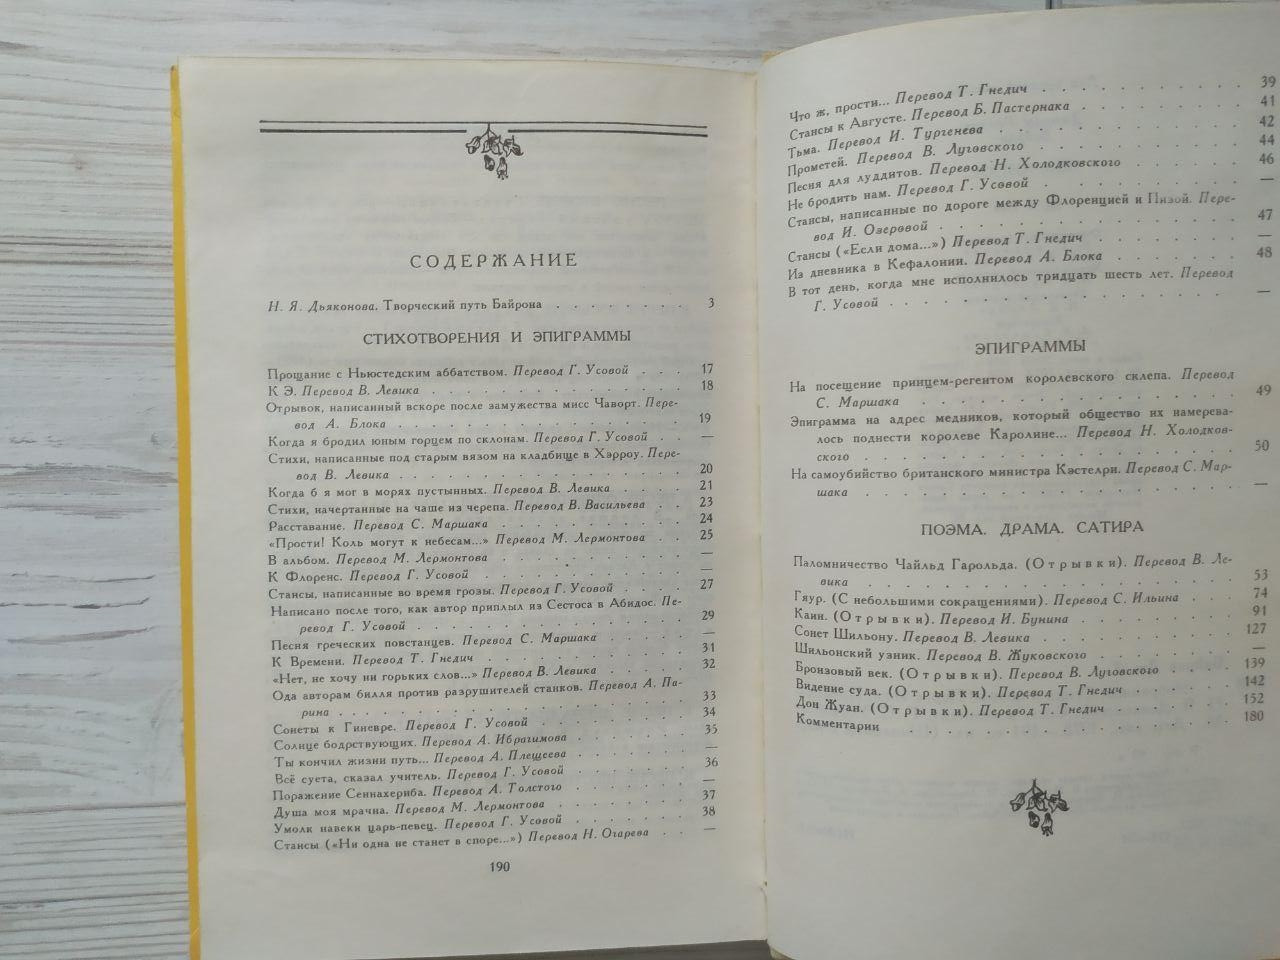 СОДЕРЖАНИЕ
Н. Я. Дьяконова. Творческий путь Байрона . . . . . . . . 3
СТИХОТВОРЕНИЯ И ЭПИГРАММЫ
Прощание с Ньюстедским аббатством. Перевод Г. Усовой . . . 17
К Э. Перевод В. Левика . . . . . . . . . . . . . 18
Отрывок, написанный вскоре после замужества мисс Чаворт. Пере-
вод А. Блока . . . . . . . . . . . . . . . 19
Когда я бродил юным горцем по склонам. Перевод Г. Усовой . . —
Стихи, написанные под старым вязом на кладбище в Хэрроу. Пере-
вод В. Левика . . . . . . . . . . . . . . . 20
Когда б я мог в морях пустынных. Перевод В. Левика . . . . 21
Стихи, начертанные на чаше из черепа. Перевод В. Васильева . . 23
Расставание. Перевод С. Маршака . . . . . . . . . . 24
«Прости! Коль могут к небесам...» Перевод М. Лермонтова . . 25
В альбом. Перевод М. Лермонтова . . . . . . . . . . —
К Флоренс. Перевод Г. Усовой . . . . . . . . . . . —
Стансы, написанные во время грозы. Перевод Г. Усовой . . . . 27
Написано после того, как автор приплыл из Сестоса в Абидос. Пе-
ревод Г. Усовой . . . . . . . . . . . . . . 29
Песня греческих повстанцев. Перевод С. Маршака . . . . . —
К Времени. Перевод Т. Гнедич . . . . . . . . . . . 31
«Нет, не хочу ни горьких слов...» Перевод В. Левика . . . . . 32
Ода авторам билля против разрушителей станков. Перевод А. Па-
рина . . . . . . . . . . . . . . . . . 33
Сонеты к Гиневре. Перевод Г. Усовой . . . . . . . . . 34
Солнце бодрствующих. Перевод А. Ибрагимова . . . . . . 35
Ты кончил жизни путь... Перевод А. Плещеева . . . . . . —
Всё суета, сказал учитель. Перевод Г. Усовой . . . . . . . 36
Поражение Сеннахериба. Перевод А. Толстого . . . . . . . —
Душа моя мрачна. Перевод М. Лермонтова . . . . . . . . 37
Умолк навеки царь-певец. Перевод Г. Усовой . . . . . . . 38
Стансы («Ни одна не станет в споре...») Перевод Н. Огарева . . —
190
Что ж, прости... Перевод Т. Гнедич . . . . . . . . . 39
Стансы к Августе. Перевод Б. Пастернака . . . . . . . . 41
Тьма. Перевод И. Тургенева . . . . . . . . . . . 42
Прометей. Перевод В. Луговского . . . . . . . . . . 44
Песня для луддитов. Перевод Н. Холодковского . . . . . . 46
Не бродить нам. Перевод Г. Усовой . . . . . . . . . —
Стансы, написанные по дороге между Флоренцией и Пизой. Пере-
вод И. Озеровой . . . . . . . . . . . . . . 47
Стансы («Если дома...») Перевод Т. Гнедич . . . . . . . —
Из дневника в Кефалонии. Перевод А. Блока . . . . . . . 48
В тот день, когда мне исполнилось тридцать шесть лет. Перевод
Г. Усовой . . . . . . . . . . . . . . . —
ЭПИГРАММЫ
На посещение принцем-регентом королевского склепа. Перевод
С. Маршака . . . . . . . . . . . . . . . 49
Эпиграмма на адрес медников, который общество их намерева-
лось поднести королеве Каролине... Перевод Н. Холодков-
ского . . . . . . . . . . . . . . . . . 50
На самоубийство британского министра Кэстелри. Перевод С. Мар-
шака . . . . . . . . . . . . . . . . . —
ПОЭМА. ДРАМА. САТИРА
Паломничество Чайльд Гарольда. (Отрывки). Перевод В. Ле-
вика . . . . . . . . . . . . . . . . . 53
Гяур. (С небольшими сокращениями). Перевод С. Ильина . . . 74
Каин. (Отрывки). Перевод И. Бунина . . . . . . . . 91
Сонет Шильону. Перевод В. Левика . . . . . . . . . . 127
Шильонский узник. Перевод В. Жуковского . . . . . . . —
Бронзовый век. (Отрывки). Перевод В. Луговского . . . . 139
Видение суда. (Отрывки). Перевод Т. Гнедич . . . . . . 142
Дон Жуан. (Отрывки). Перевод Т. Гнедич . . . . . . . 152
Комментарии . . . . . . . . . . . . . . . 180